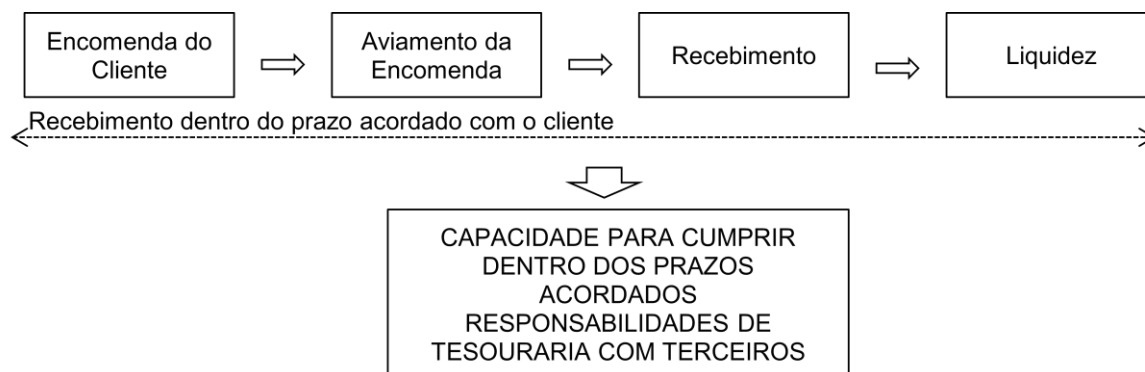 Encomenda do
Cliente
Aviamento da
Encomenda
Recebimento
Liquidez
Recebimento dentro do prazo acordado com o cliente
CAPACIDADE PARA CUMPRIR
DENTRO DOS PRAZOS
ACORDADOS
RESPONSABILIDADES DE
TESOURARIA COM TERCEIROS